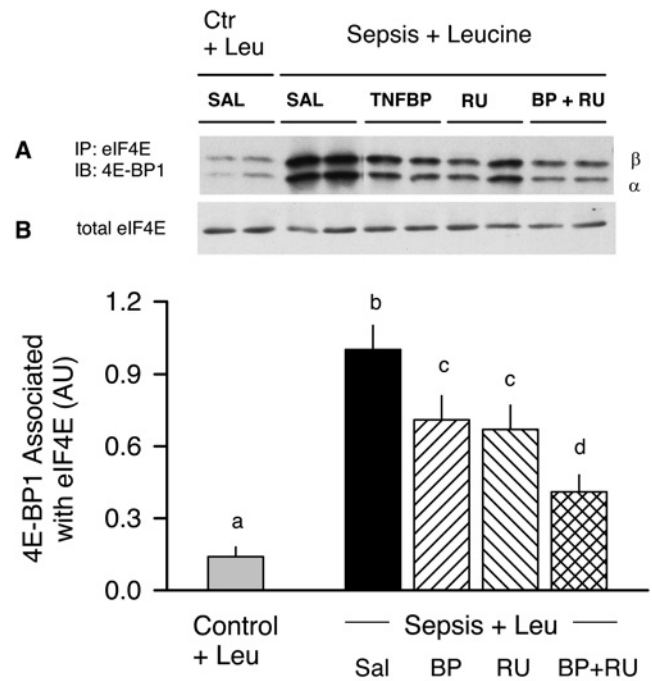 Ctr
+ Leu
Sepsis + Leucine
SAL SAL TNFBP RU BP + RU
A IP: eIF4E
IB: 4E-BP1
β
α
B total eIF4E
4E-BP1 Associated
with eIF4E (AU)
1.2
0.9
0.6
0.3
0.0
a
b
c
c
d
Control
+ Leu
Sepsis + Leu
Sal BP RU BP+RU